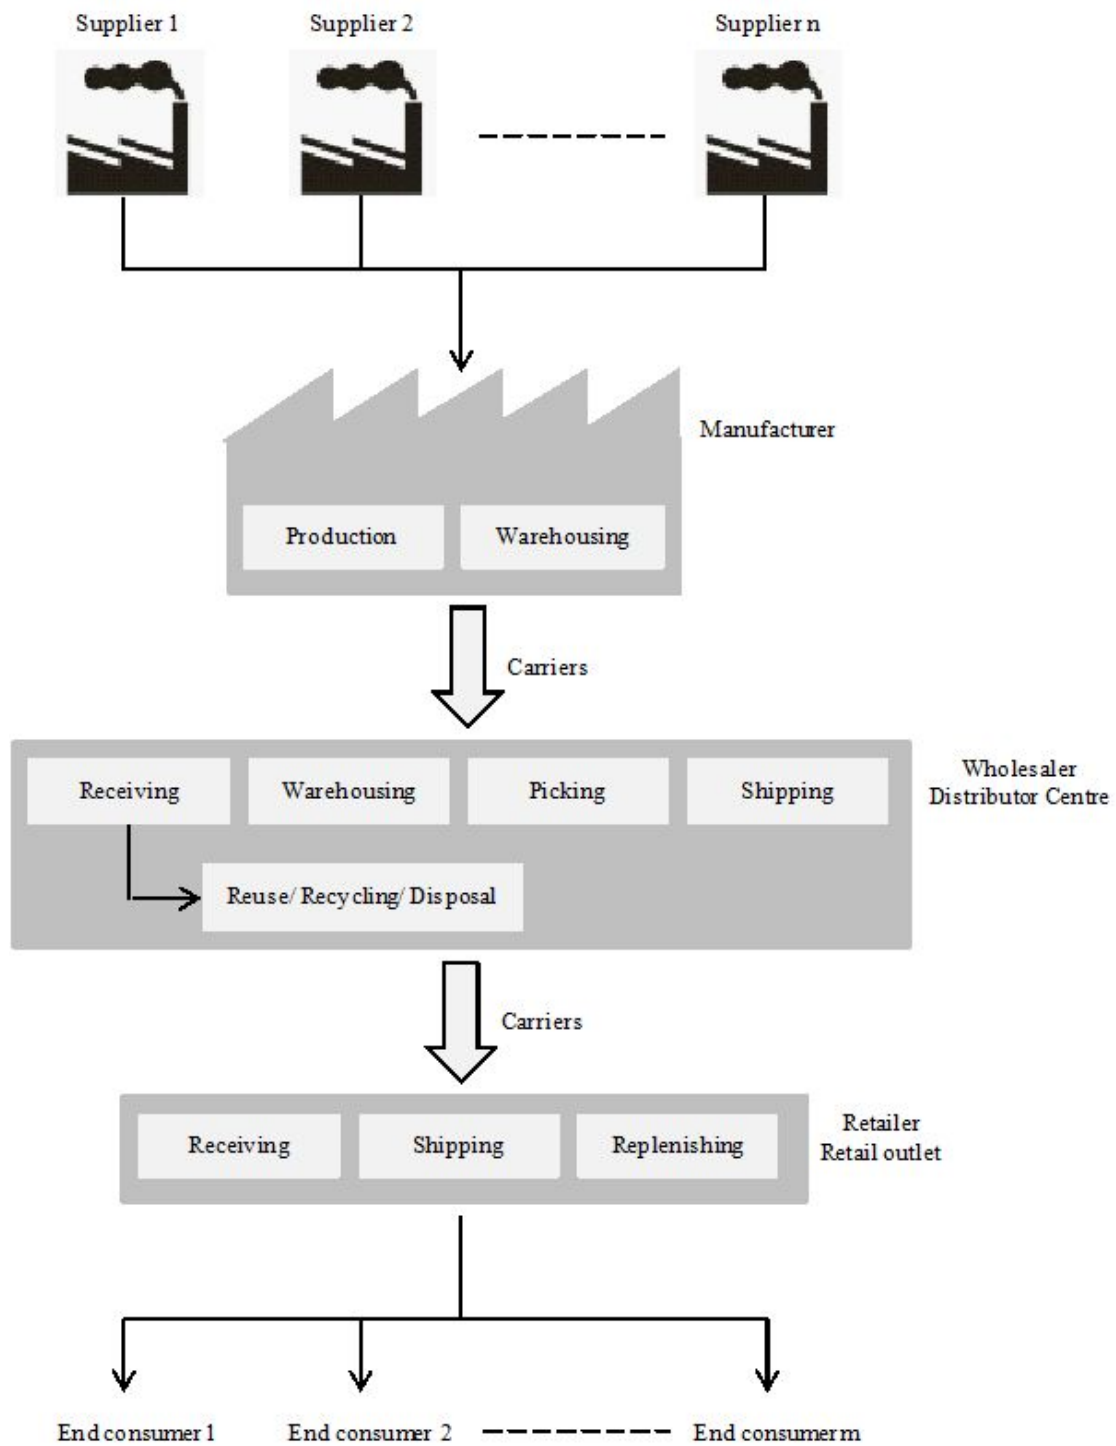 Supplier 1
Supplier 2
Supplier n
Manufacturer
Production
Warehousing
Carriers
Receiving
Warehousing
Picking
Shipping
Wholesaler
Distributor Centre
Reuse/ Recycling/ Disposal
Carriers
Receiving
Shipping
Replenishing
Retailer
Retail outlet
End consumer 1
End consumer 2
End consumer m